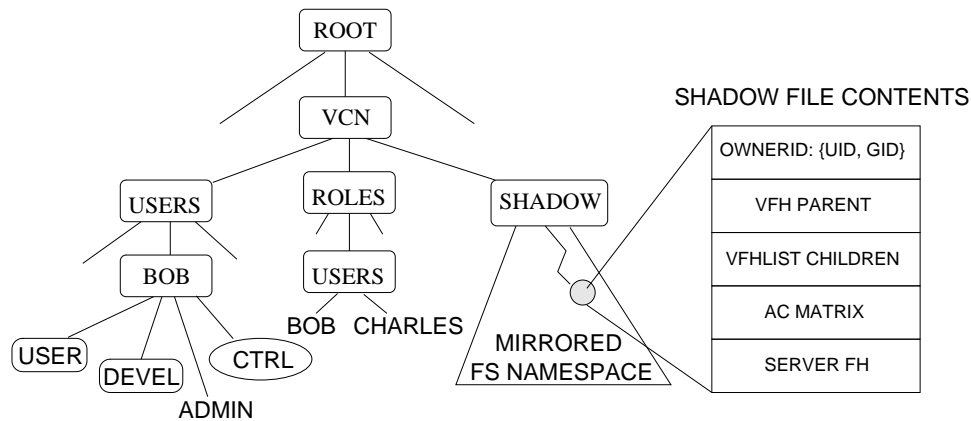 ROOT
SHADOW FILE CONTENTS
VCN
OWNERID: {UID, GID}
USERS
ROLES
SHADOW
VFH PARENT
VFHLIST CHILDREN
BOB
USERS
AC MATRIX
BOB CHARLES
MIRRORED
FS NAMESPACE
USER
CTRL
SERVER FH
DEVEL
ADMIN